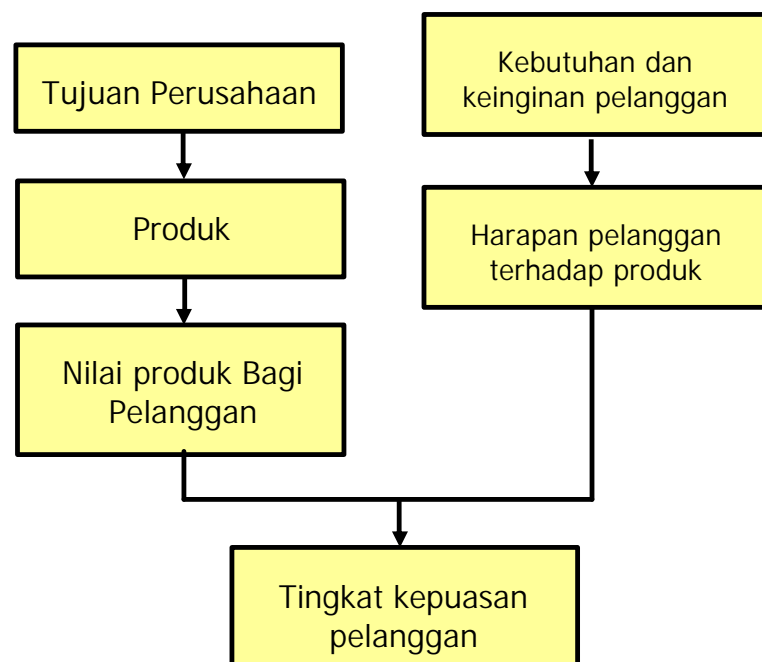 Tujuan Perusahaan
Produk
Nilai produk Bagi
Pelanggan
Kebutuhan dan
keinginan pelanggan
Harapan pelanggan
terhadap produk
Tingkat kepuasan
pelanggan